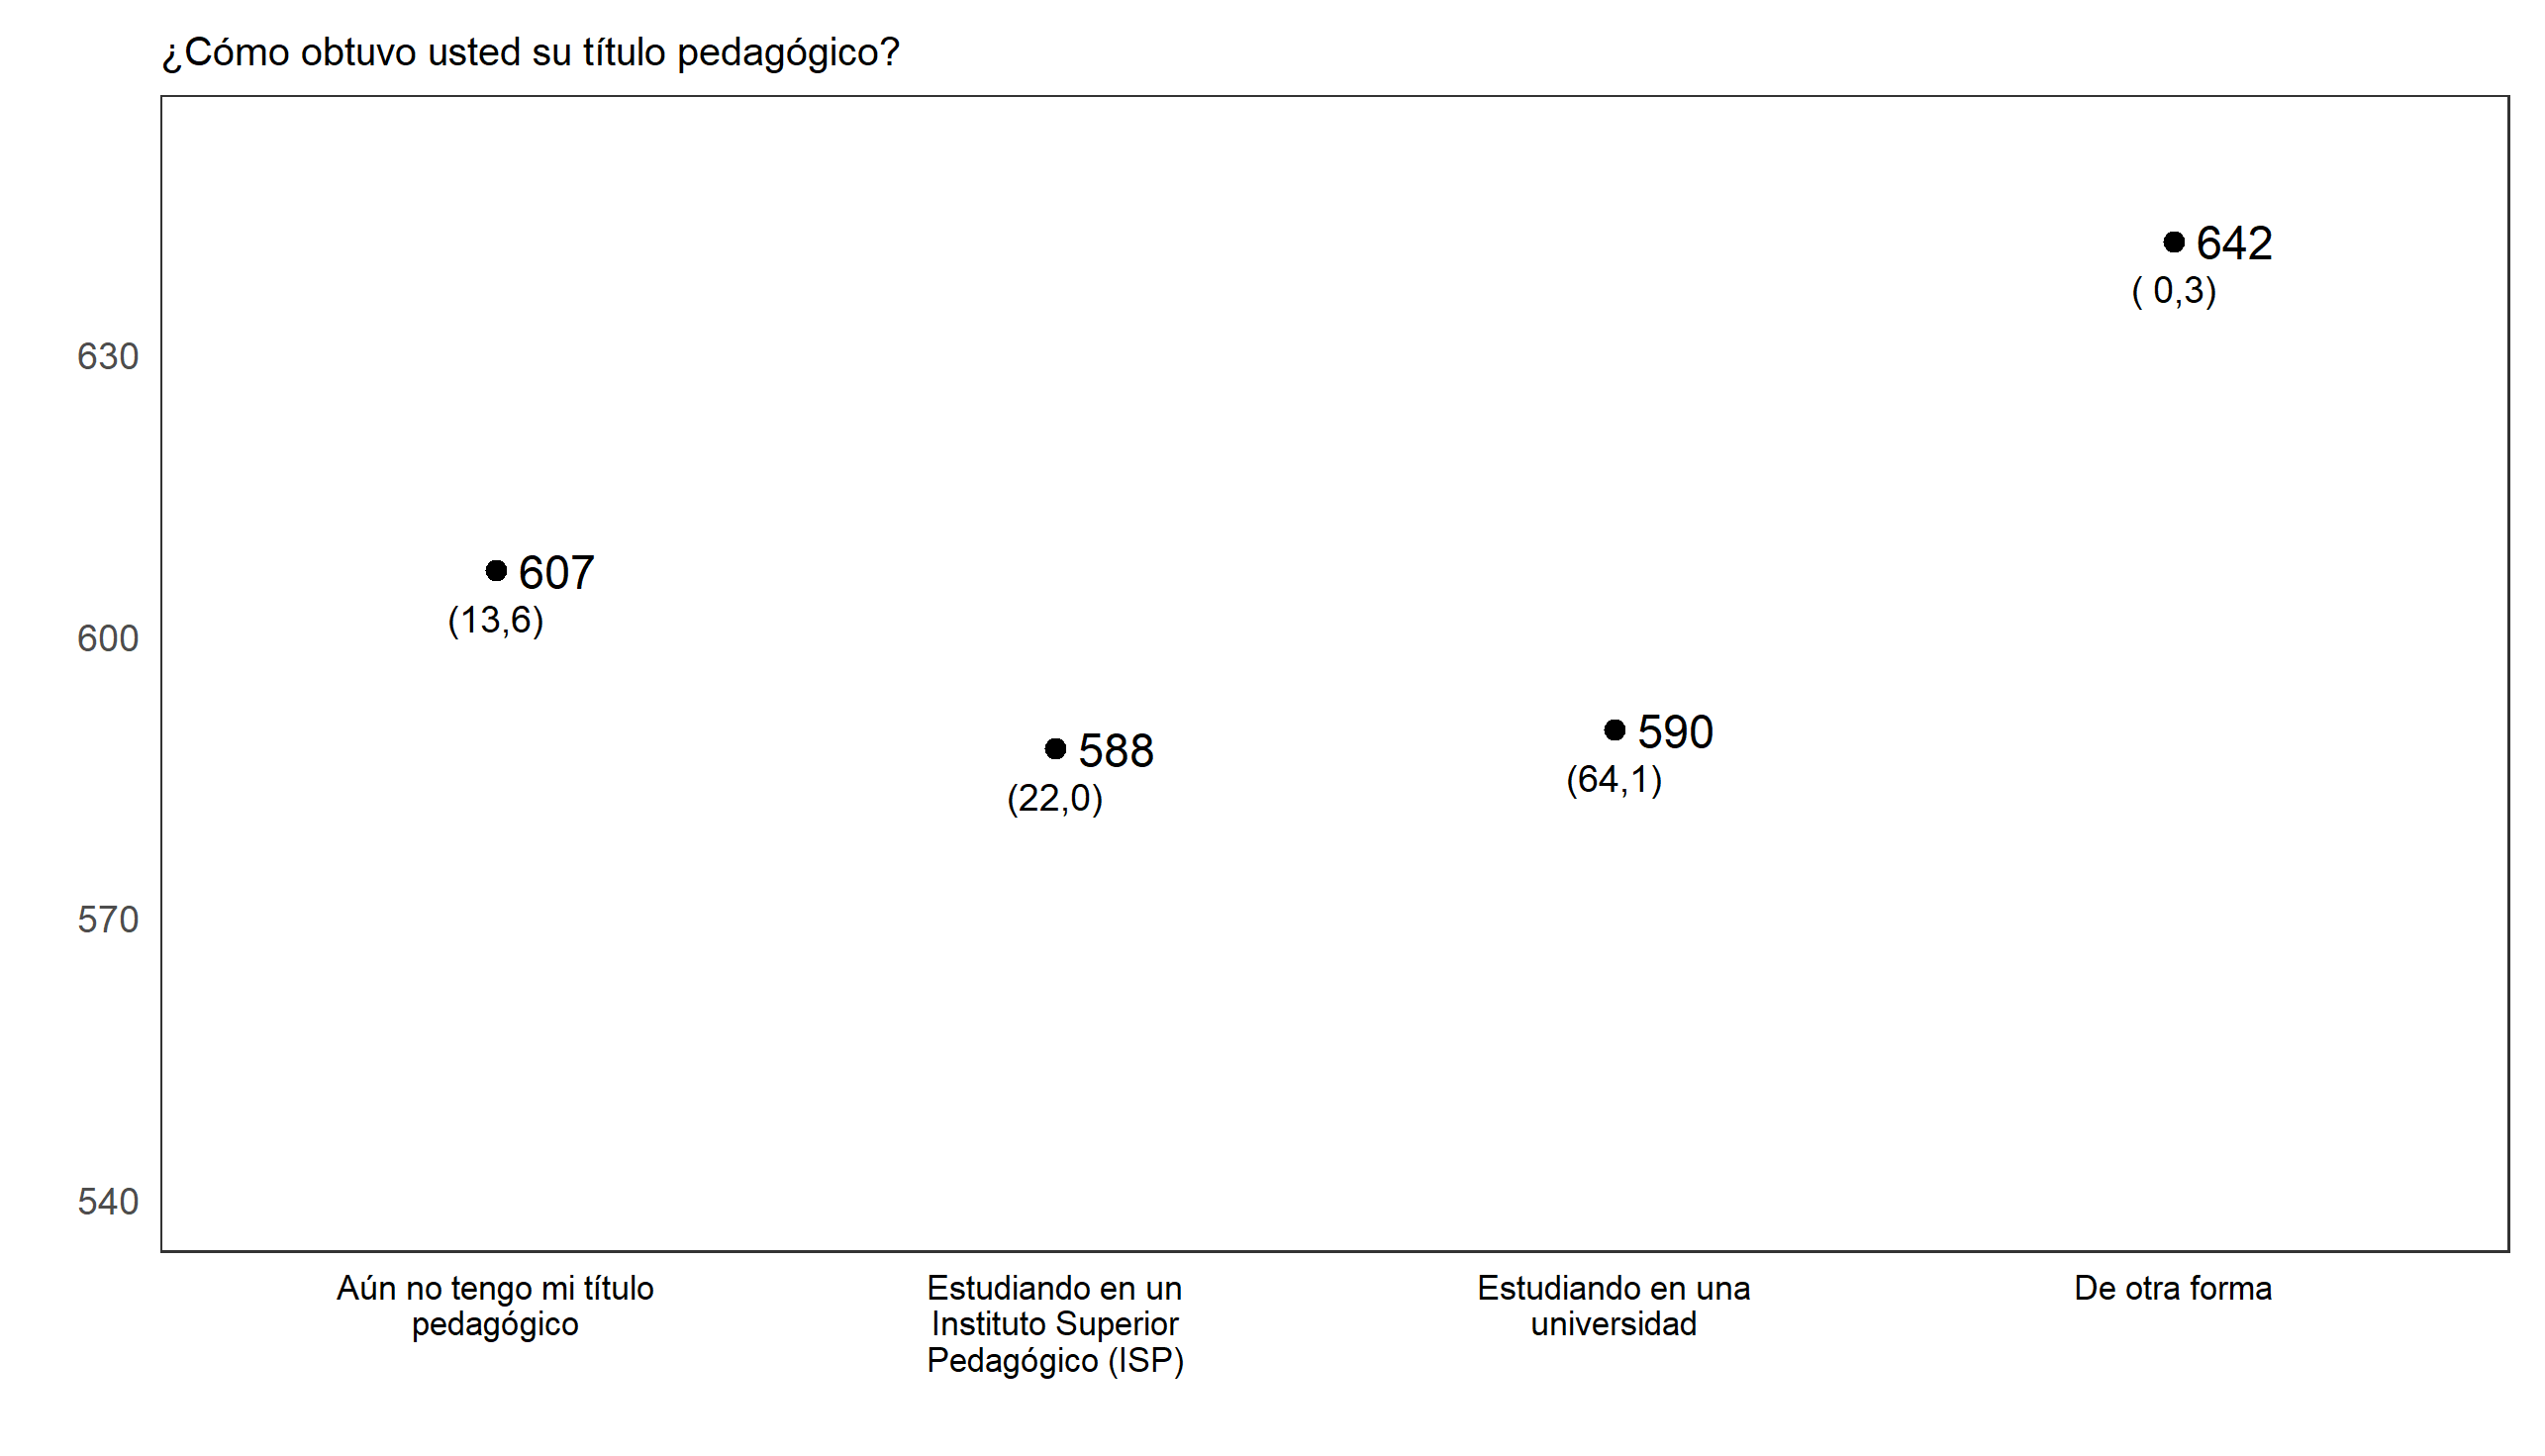 ¿Cómo obtuvo usted su título pedagógico?
642
( 0,3)
630
607
(13,6)
600
588
(22,0)
590
(64,1)
570
540
Aún no tengo mi título
pedagógico
Estudiando en un
Instituto Superior
Pedagógico (ISP)
Estudiando en una
universidad
De otra forma